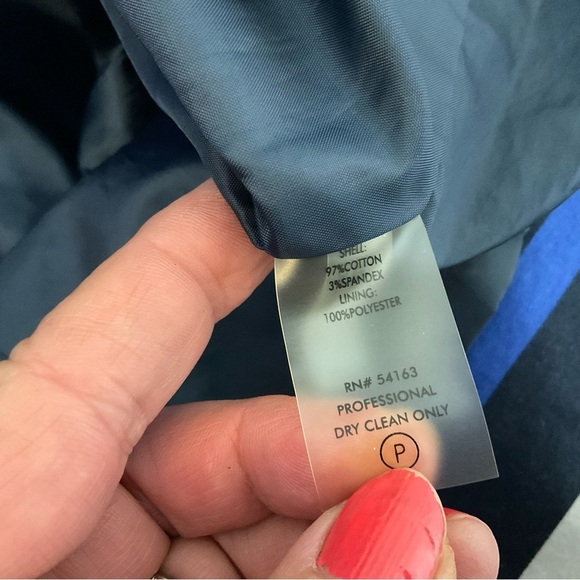 SHELL:
97%COTTON
3%SPANDEX
LINING:
100%POLYESTER
RN# 54163
PROFESSIONAL
DRY CLEAN ONLY
P